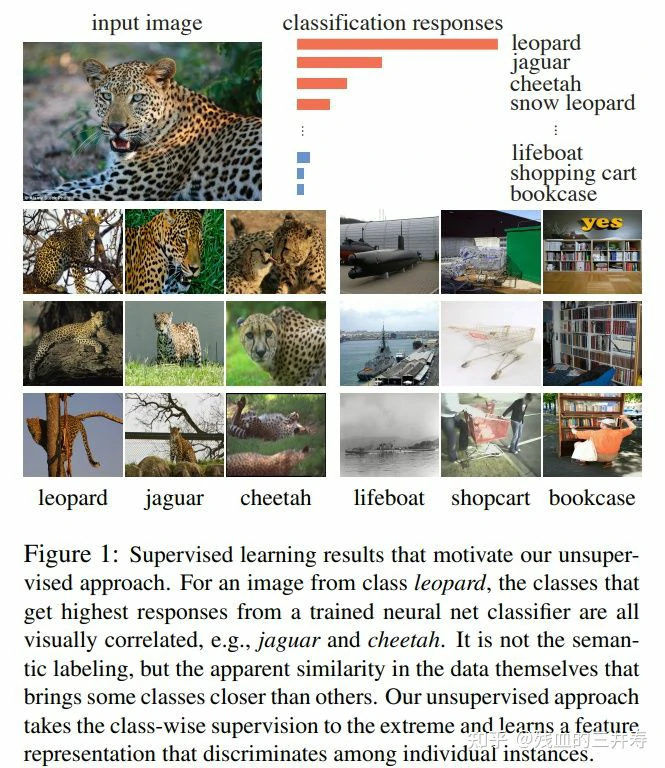 input image
classification responses
leopard
jaguar
cheetah
snow leopard
lifeboat
shopping cart
bookcase
yes
leopard jaguar cheetah lifeboat shopcart bookcase
Figure 1: Supervised learning results that motivate our unsuper-
vised approach. For an image from class leopard, the classes that
get highest responses from a trained neural net classifier are all
visually correlated, e.g., jaguar and cheetah. It is not the seman-
tic labeling, but the apparent similarity in the data themselves that
brings some classes closer than others. Our unsupervised approach
takes the class-wise supervision to the extreme and learns a feature
representation that discriminates among individual instances.
知乎 @残血的三井寿